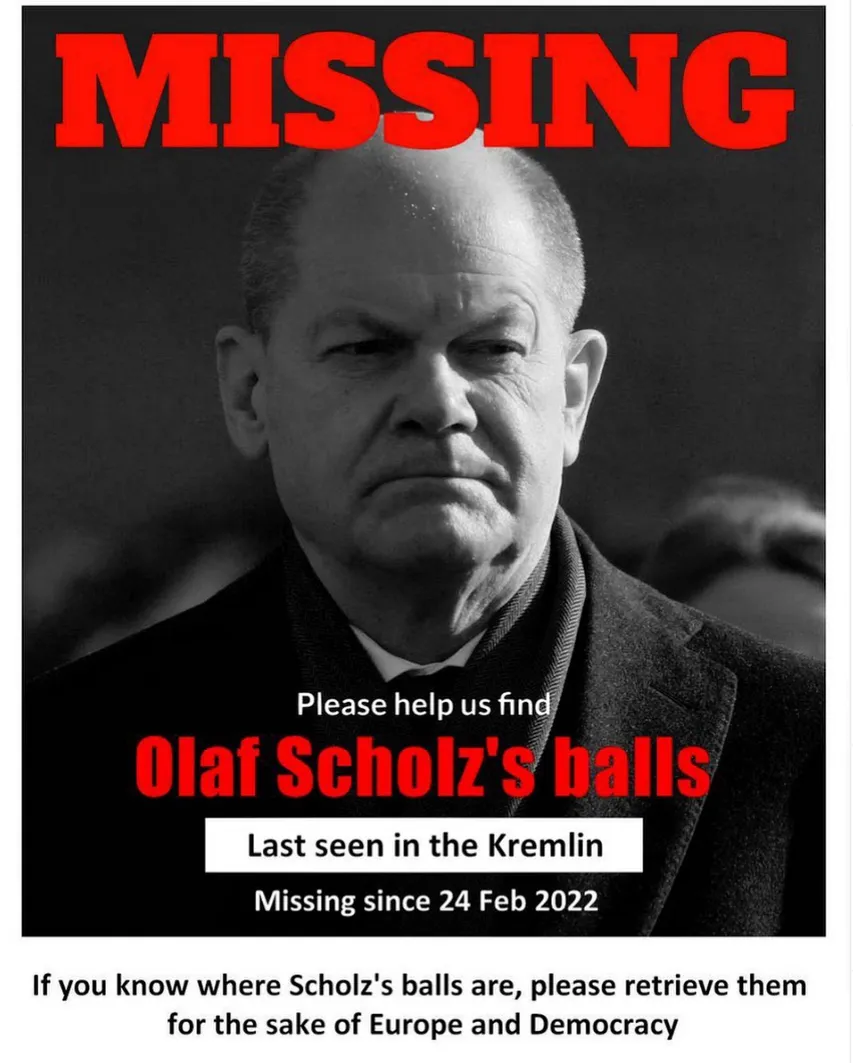 MISSING
Please help us find
Olaf Scholz's balls
Last seen in the Kremlin
Missing since 24 Feb 2022
If you know where Scholz's balls are, please retrieve them
for the sake of Europe and Democracy